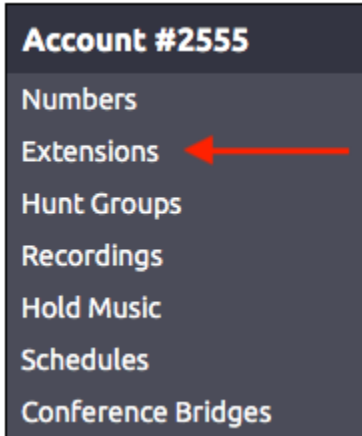 Account #2555
Numbers
Extensions
Hunt Groups
Recordings
Hold Music
Schedules
Conference Bridges